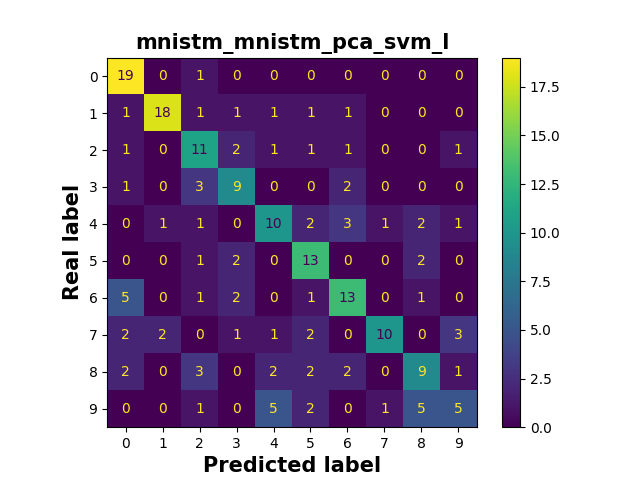 mnistm_mnistm_pca_svm_l
0 19 0 1 0 0 0 0 0 0 0
1 1 18 1 1 1 1 1 0 0 0
2 1 0 11 2 1 1 1 0 0 1
3 1 0 3 9 0 0 2 0 0 0
4 0 1 1 0 10 2 3 1 2 1
5 0 0 1 2 0 13 0 0 2 0
6 5 0 1 2 0 1 13 0 1 0
7 2 2 0 1 1 2 0 10 0 3
8 2 0 3 0 2 2 2 0 9 1
9 0 0 1 0 5 2 0 1 5 5
0 1 2 3 4 5 6 7 8 9
Real label
Predicted label
17.5
15.0
12.5
10.0
7.5
5.0
2.5
0.0